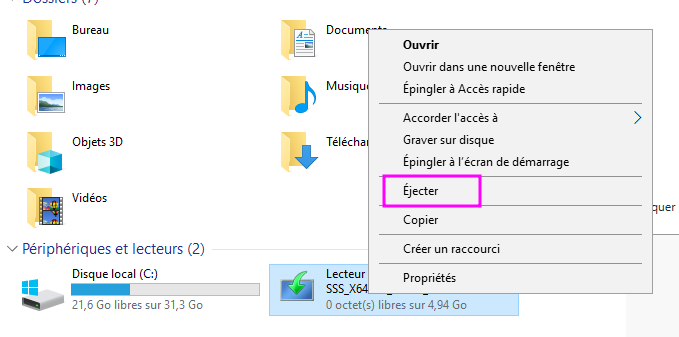 Dossiers (7)
Bureau
Documents
Images
Musique
Objets 3D
Téléchar
Vidéos
Ouvrir
Ouvrir dans une nouvelle fenêtre
Épingler à Accès rapide
Accorder l'accès à
Graver sur disque
Épingler à l'écran de démarrage
Éjecter
Copier
Créer un raccourci
Propriétés
quer
Périphériques et lecteurs (2)
Disque local (C:)
21,6 Go libres sur 31,3 Go
Lecteur
SSS_X64
0 octet(s) libres sur 4,94 Go